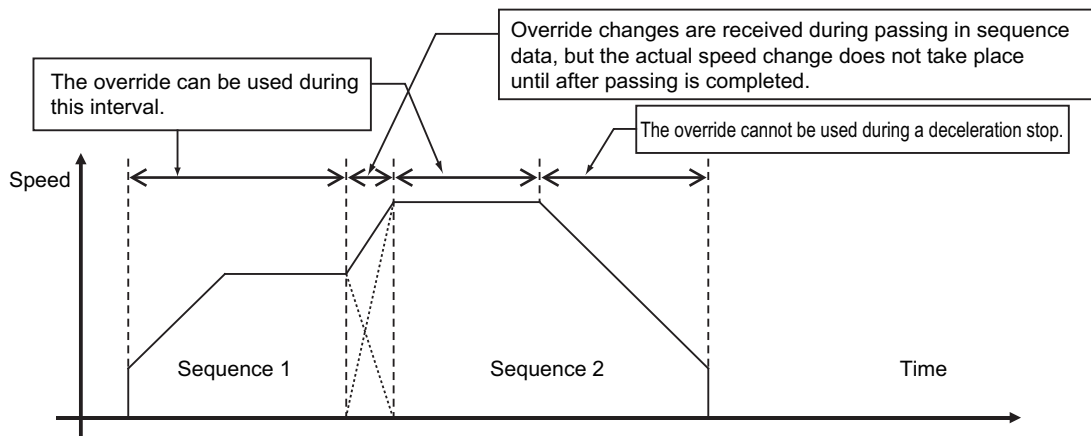 Override changes are received during passing in sequence
data, but the actual speed change does not take place
until after passing is completed.
The override can be used during
this interval.
The override cannot be used during a deceleration stop.
Speed
Sequence 1
Sequence 2
Time